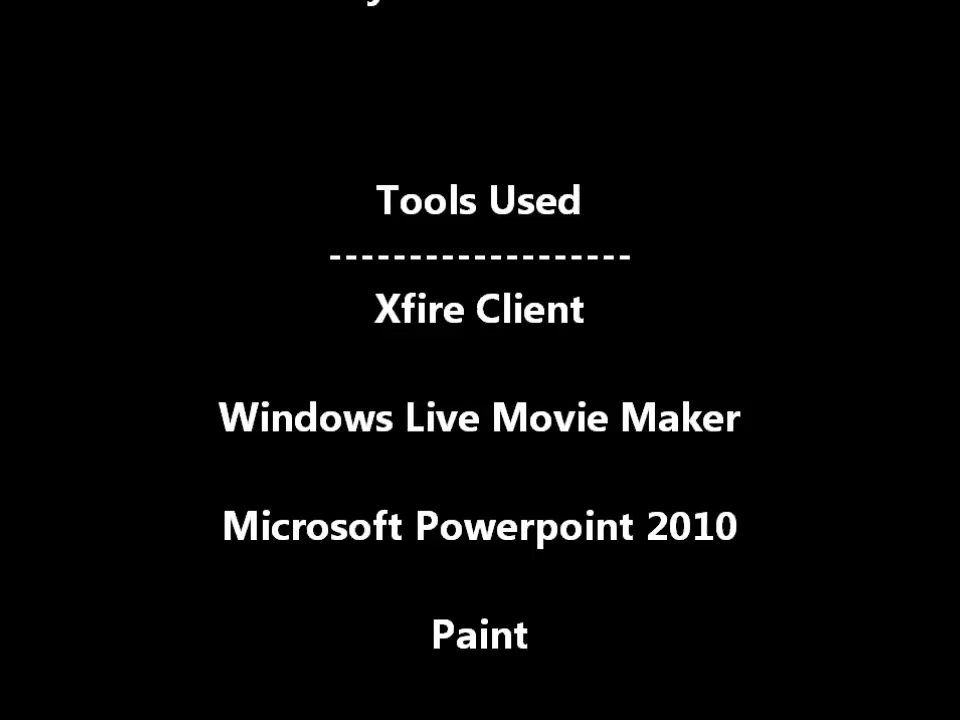 Tools Used
-------------------
Xfire Client
Windows Live Movie Maker
Microsoft Powerpoint 2010
Paint